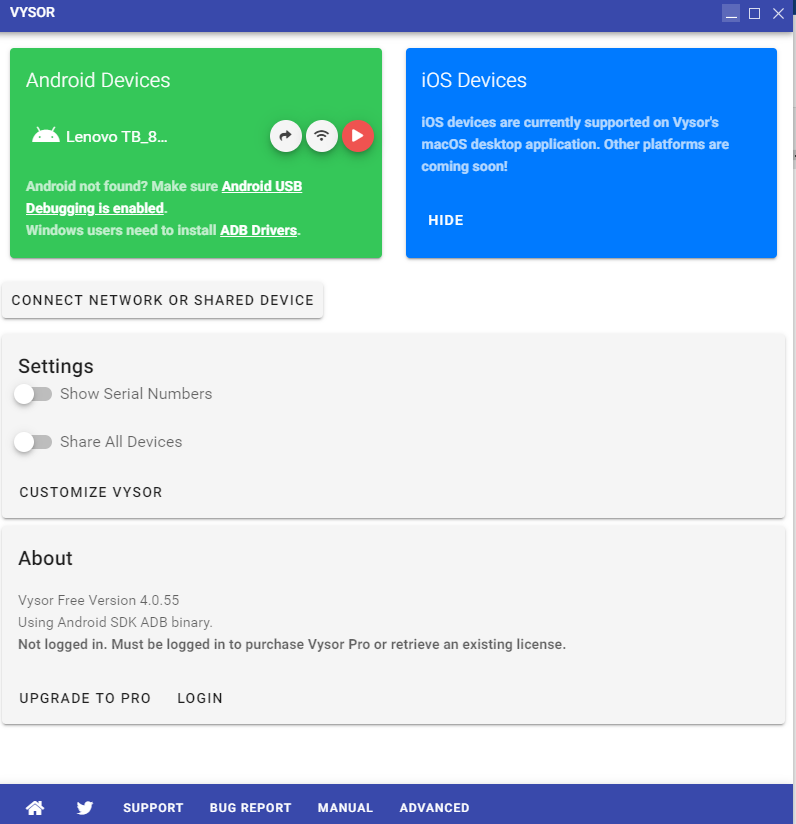 VYSOR
Android Devices
Lenovo TB_8...
Android not found? Make sure Android USB
Debugging is enabled.
Windows users need to install ADB Drivers.
iOS Devices
iOS devices are currently supported on Vysor's
macOS desktop application. Other platforms are
coming soon!
HIDE
CONNECT NETWORK OR SHARED DEVICE
Settings
Show Serial Numbers
Share All Devices
CUSTOMIZE VYSOR
About
Vysor Free Version 4.0.55
Using Android SDK ADB binary.
Not logged in. Must be logged in to purchase Vysor Pro or retrieve an existing license.
UPGRADE TO PRO LOGIN
SUPPORT BUG REPORT MANUAL ADVANCED